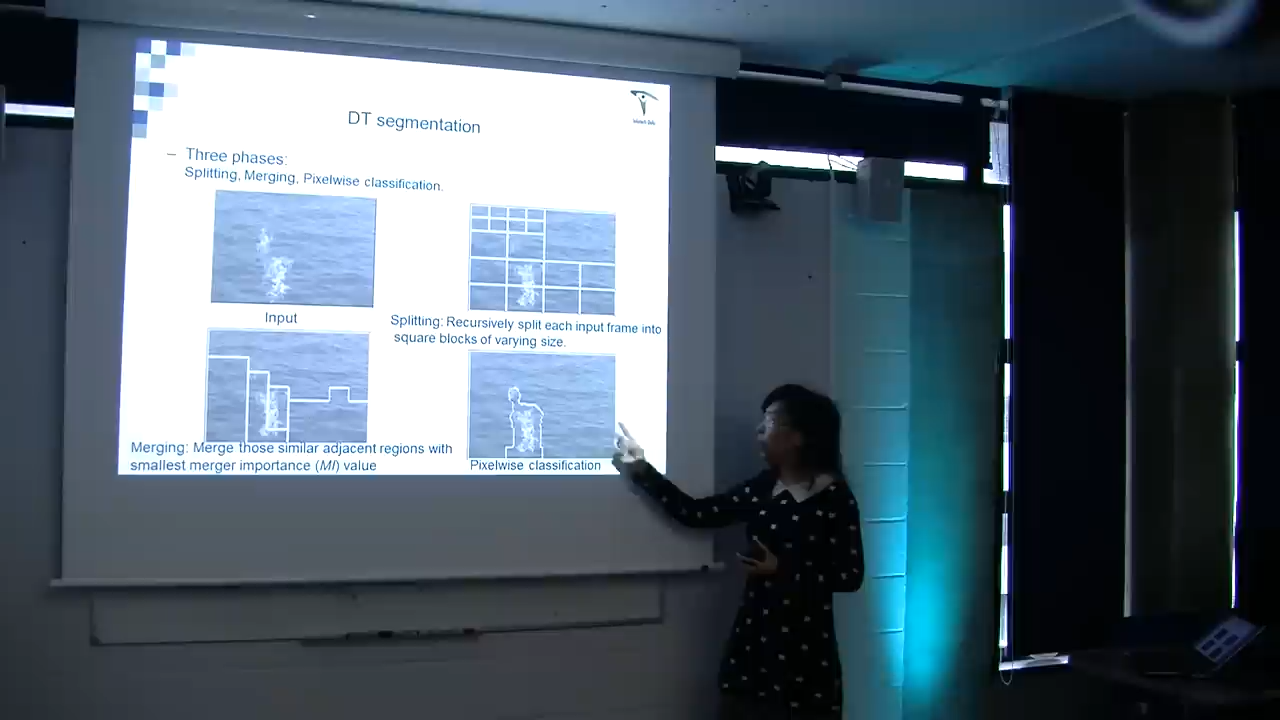 DT segmentation
– Three phases:
Splitting, Merging, Pixelwise classification.
Input
Splitting: Recursively split each input frame into
square blocks of varying size.
Merging: Merge those similar adjacent regions with
smallest merger importance (MI) value
Pixelwise classification